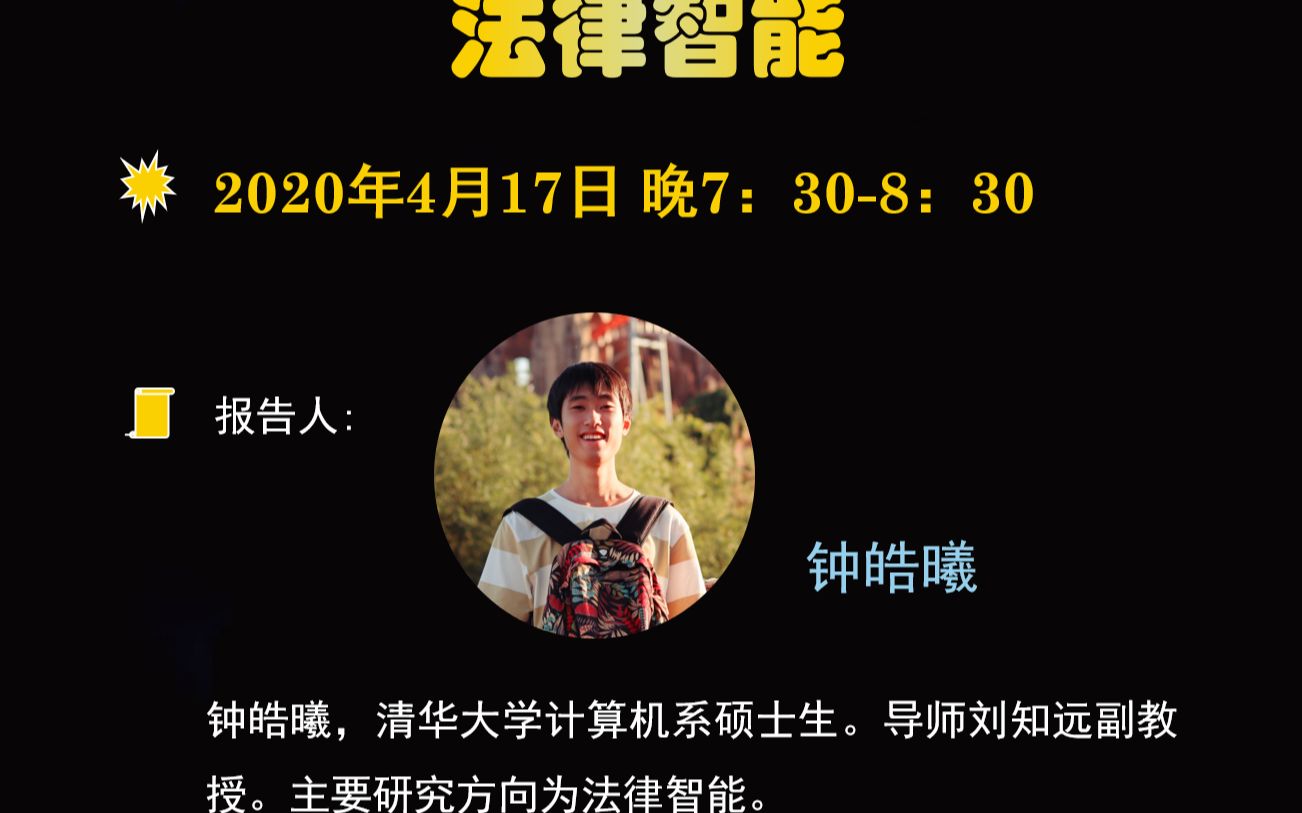 法律智能
2020年4月17日 晚7：30-8：30
报告人:
钟皓曦
钟皓曦，清华大学计算机系硕士生。导师刘知远副教
授。主要研究方向为法律智能。